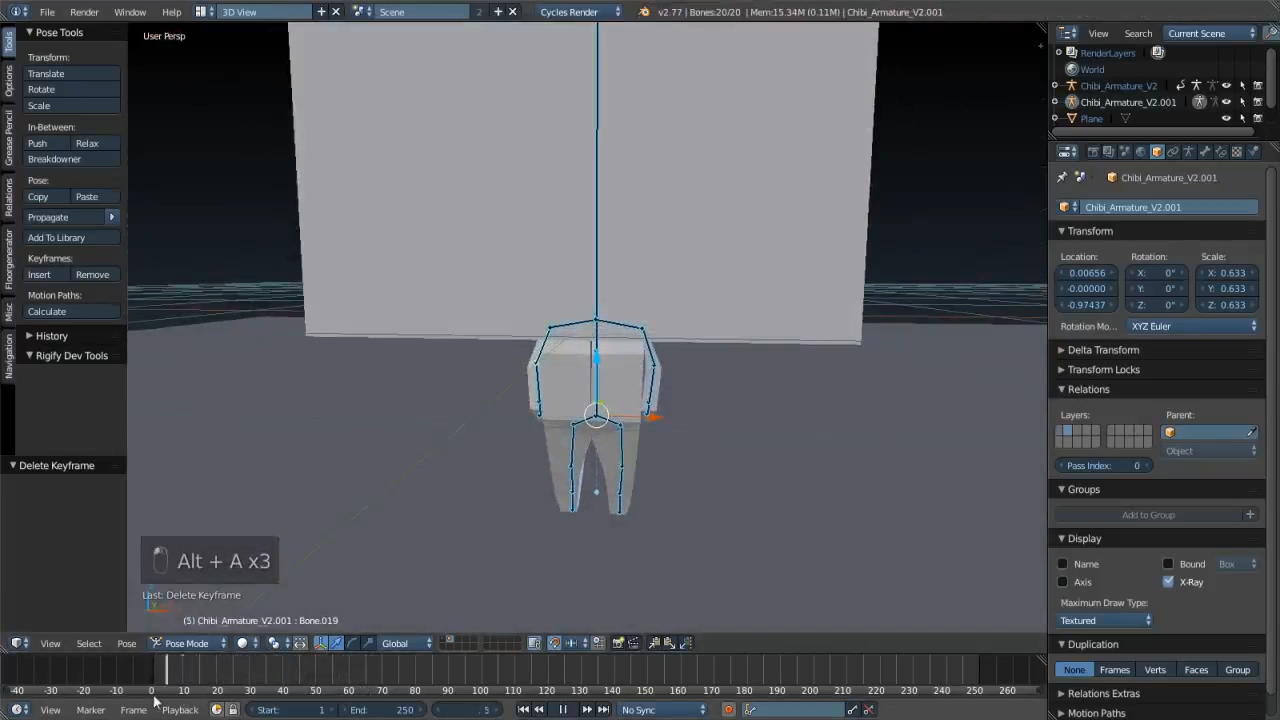 File Render Window Help 3D View Scene 2 Cycles Render v2.77 | Bones:20/20 | Mem:15.34M (0.11M) | Chibi_Armature_V2.001
Pose Tools
User Persp
View Search Current Scene
RenderLayers
World
Chibi_Armature_V2
Chibi_Armature_V2.001
Plane
Tools
Options
Grease Pencil
Relations
Floorgenerator
Misc
Navigation
Transform:
Translate
Rotate
Scale
In-Between:
Push Relax
Breakdowner
Pose:
Copy Paste
Propagate
Add To Library
Keyframes:
Insert Remove
Motion Paths:
Calculate
History
Rigify Dev Tools
Delete Keyframe
Alt + A x3
Last: Delete Keyframe
(5) Chibi_Armature_V2.001 : Bone.019
Chibi_Armature_V2.001
Chibi_Armature_V2.001
Transform
Location: Rotation: Scale:
0.00656 X: 0° X: 0.633
-0.00000 Y: 0° Y: 0.633
-0.97437 Z: 0° Z: 0.633
Rotation Mo... XYZ Euler
Delta Transform
Transform Locks
Relations
Layers: Parent:
Object
Pass Index: 0
Groups
Add to Group
Display
Name Bound Box
Axis X-Ray
Maximum Draw Type:
Textured
Duplication
None Frames Verts Faces Group
Relations Extras
Motion Paths
View Select Pose Pose Mode Global
-40 -30 -20 -10 0 10 20 30 40 50 60 70 80 90 100 110 120 130 140 150 160 170 180 190 200 210 220 230 240 250 260
View Marker Frame Playback Start: 1 End: 250 5 No Sync